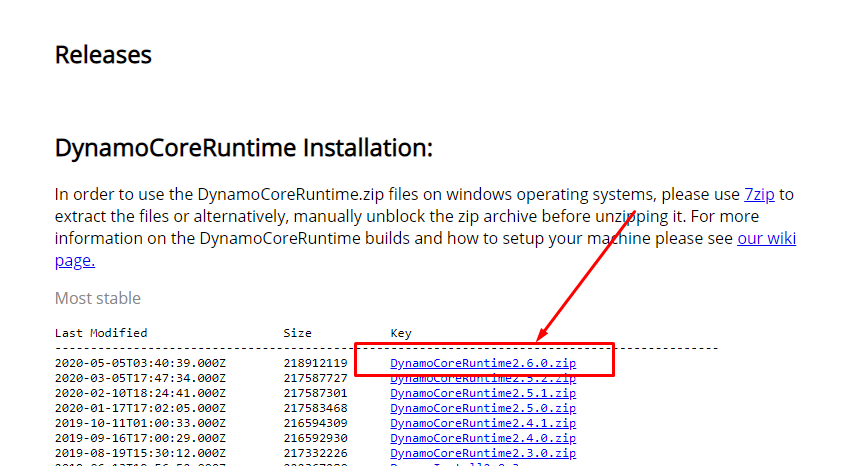 Releases
DynamoCoreRuntime Installation:
In order to use the DynamoCoreRuntime.zip files on windows operating systems, please use 7zip to
extract the files or alternatively, manually unblock the zip archive before unzipping it. For more
information on the DynamoCoreRuntime builds and how to setup your machine please see our wiki
page.
Most stable
Last Modified Size Key
----------------------------------------------------------------------------------------------------
2020-05-05T03:40:39.000Z 218912119 DynamoCoreRuntime2.6.0.zip
2020-03-05T17:47:34.000Z 217587727 DynamoCoreRuntime2.5.2.zip
2020-02-10T18:24:41.000Z 217587301 DynamoCoreRuntime2.5.1.zip
2020-01-17T17:02:05.000Z 217583468 DynamoCoreRuntime2.5.0.zip
2019-10-11T01:00:33.000Z 216594309 DynamoCoreRuntime2.4.1.zip
2019-09-16T17:00:29.000Z 216592930 DynamoCoreRuntime2.4.0.zip
2019-08-19T15:30:12.000Z 217332226 DynamoCoreRuntime2.3.0.zip